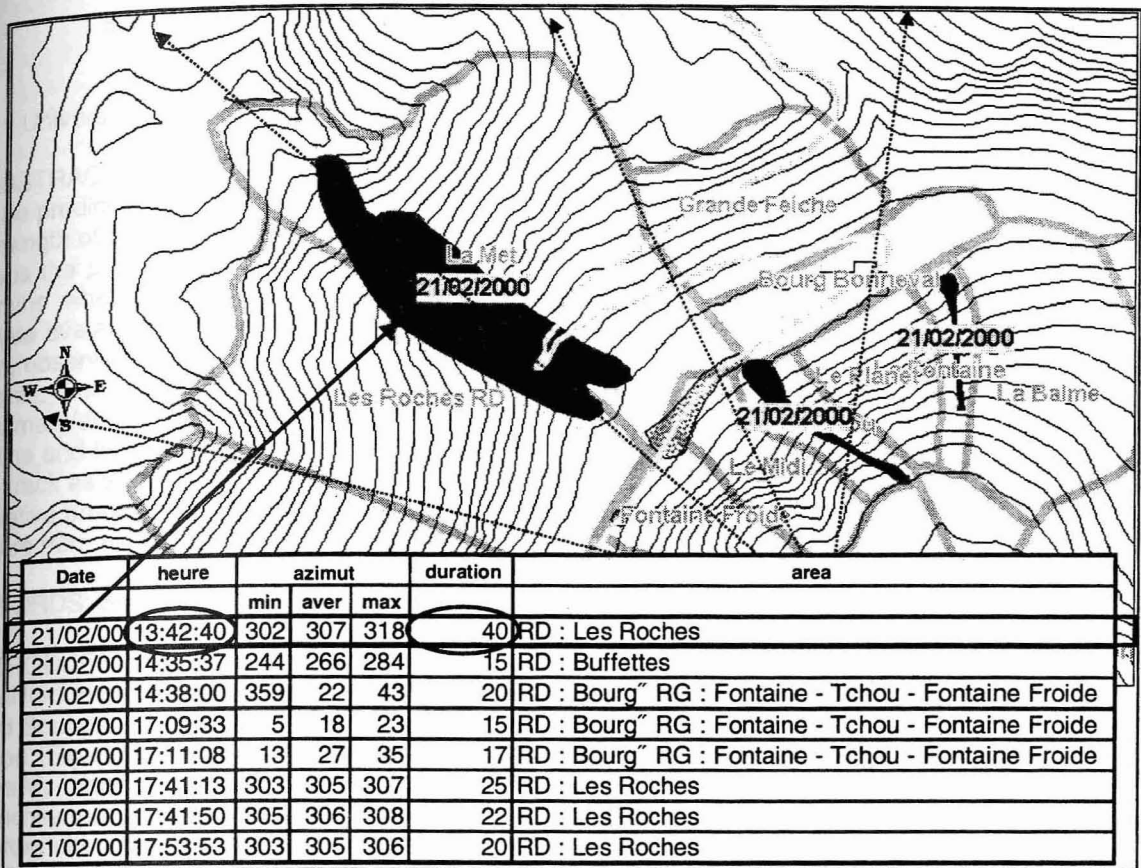 Grande Feiche
La Met
21/02/2000
Bourg Bonneval
21/02/2000
N
W E
S
Les Roches RD
Le Planet
La Fontaine
La Balme
21/02/2000
Le Midi
Fontaine Froide
Date heure azimut duration area
min aver max
21/02/00 13:42:40 302 307 318 40 RD : Les Roches
21/02/00 14:35:37 244 266 284 15 RD : Buffettes
21/02/00 14:38:00 359 22 43 20 RD : Bourg˝ RG : Fontaine - Tchou - Fontaine Froide
21/02/00 17:09:33 5 18 23 15 RD : Bourg˝ RG : Fontaine - Tchou - Fontaine Froide
21/02/00 17:11:08 13 27 35 17 RD : Bourg˝ RG : Fontaine - Tchou - Fontaine Froide
21/02/00 17:41:13 303 305 307 25 RD : Les Roches
21/02/00 17:41:50 305 306 308 22 RD : Les Roches
21/02/00 17:53:53 303 305 306 20 RD : Les Roches